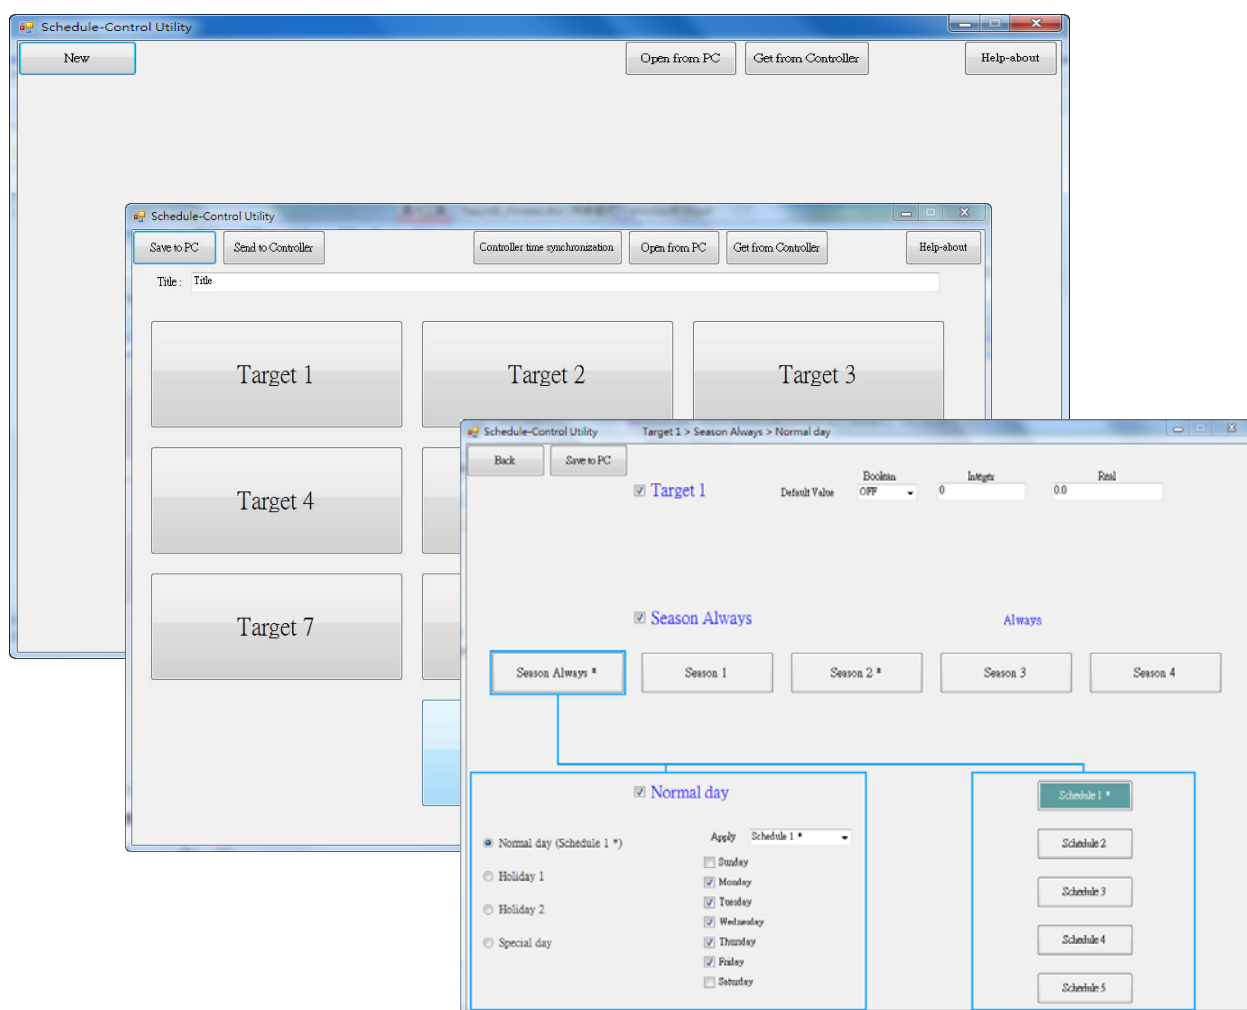 Schedule-Control Utility
New
Open from PC
Get from Controller
Help-about
Schedule-Control Utility
Save to PC
Send to Controller
Controller time synchronization
Open from PC
Get from Controller
Help-about
Title :
Title
Target 1
Target 2
Target 3
Target 4
Target 7
Schedule-Control Utility
Target 1 > Season Always > Normal day
Back
Save to PC
Target 1
Default Value
Boolean
OFF
Integer
0
Real
0.0
Season Always
Always
Season Always *
Season 1
Season 2 *
Season 3
Season 4
Normal day
Normal day (Schedule 1 *)
Holiday 1
Holiday 2
Special day
Apply
Schedule 1 *
Sunday
Monday
Tuesday
Wednesday
Thursday
Friday
Saturday
Schedule 1 *
Schedule 2
Schedule 3
Schedule 4
Schedule 5